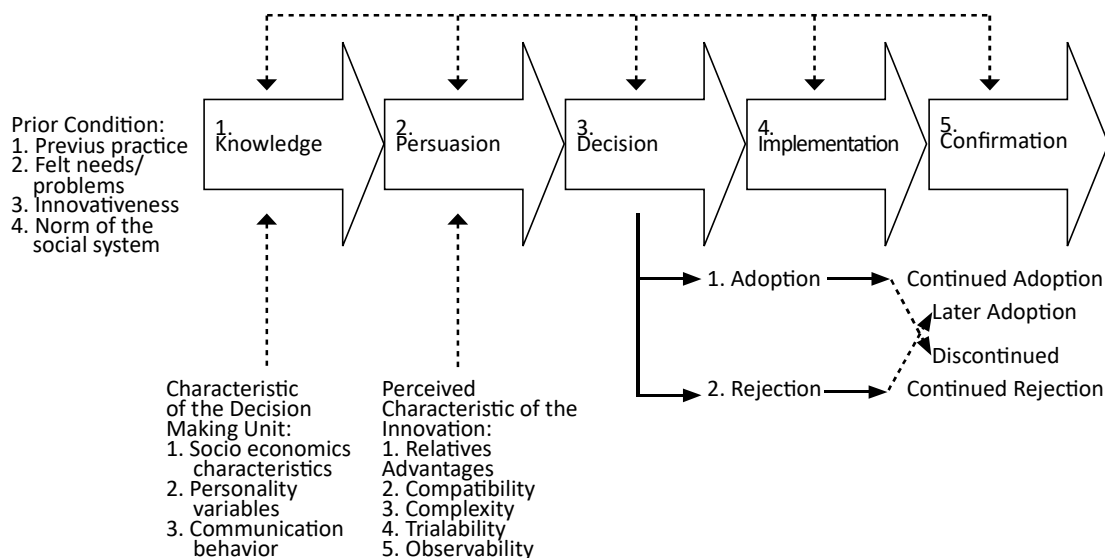 Prior Condition:
1. Previus practice
2. Felt needs/
problems
3. Innovativeness
4. Norm of the
social system
1.
Knowledge
2.
Persuasion
3.
Decision
4.
Implementation
5.
Confirmation
1. Adoption
Continued Adoption
Later Adoption
Discontinued
2. Rejection
Continued Rejection
Characteristic
of the Decision
Making Unit:
1. Socio economics
characteristics
2. Personality
variables
3. Communication
behavior
Perceived
Characteristic of the
Innovation:
1. Relatives
Advantages
2. Compatibility
3. Complexity
4. Trialability
5. Observability